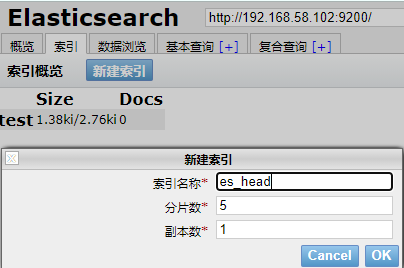 Elasticsearch http://192.168.58.102:9200/
概览 索引 数据浏览 基本查询 [+] 复合查询 [+]
索引概览 新建索引
Size Docs
test 1.38ki/2.76ki 0
新建索引
索引名称* es_head
分片数* 5
副本数* 1
Cancel OK